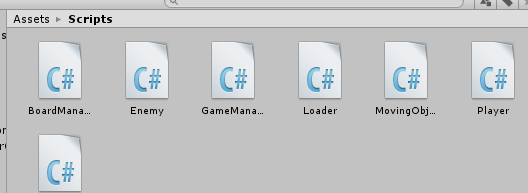 Assets ▸ Scripts
C# C# C# C# C# C#
BoardMana... Enemy GameMana... Loader MovingObj... Player
C#